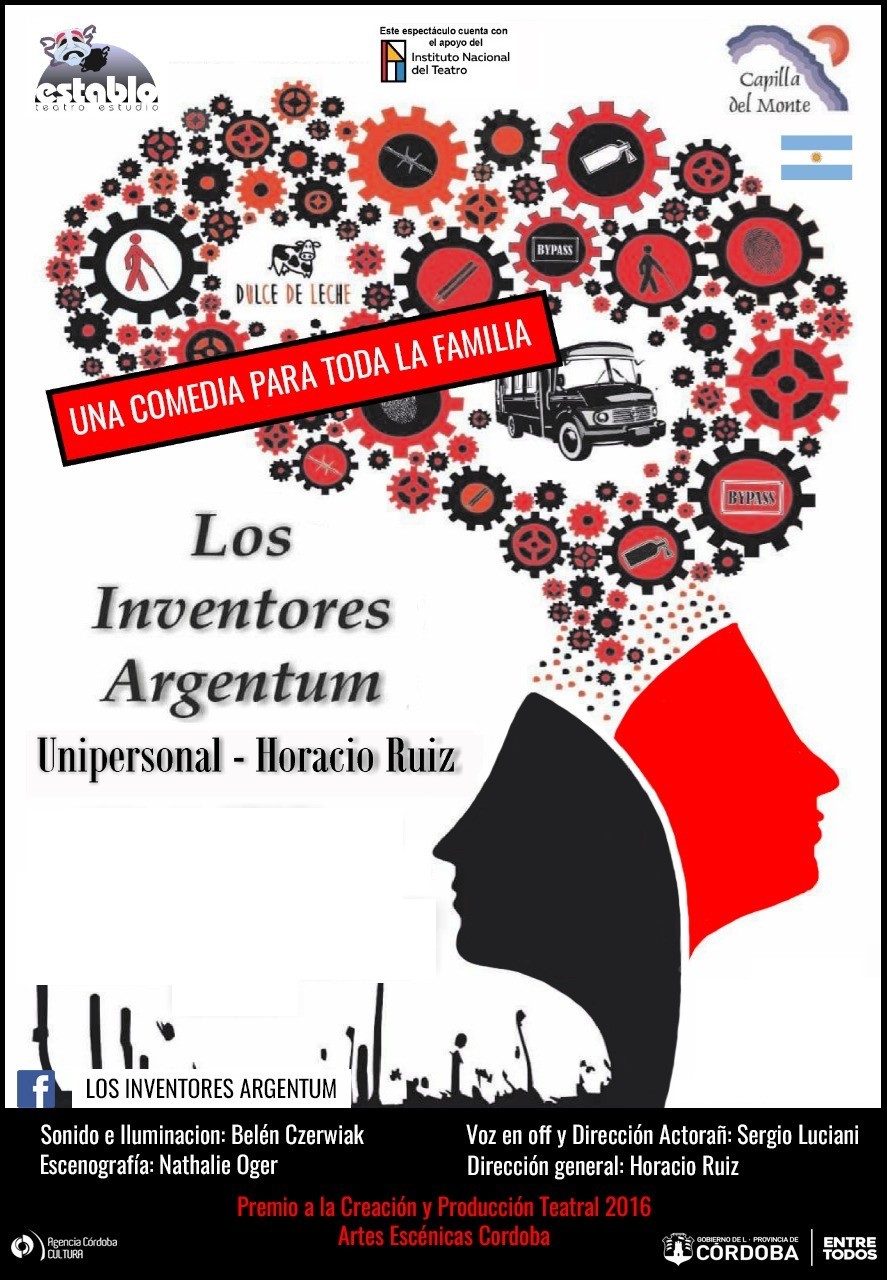 establo
teatro estudio
Este espectáculo cuenta con
el apoyo del
Instituto Nacional
del Teatro
Capilla
del Monte
BYPASS
DULCE DE LECHE
UNA COMEDIA PARA TODA LA FAMILIA
BYPASS
Los
Inventores
Argentum
Unipersonal - Horacio Ruiz
LOS INVENTORES ARGENTUM
Sonido e Iluminacion: Belén Czerwiak
Escenografía: Nathalie Oger
Voz en off y Dirección Actorañ: Sergio Luciani
Dirección general: Horacio Ruiz
Premio a la Creación y Producción Teatral 2016
Artes Escénicas Cordoba
Agencia Córdoba
CULTURA
GOBIERNO DE L · PROVINCIA DE
CÓRDOBA
ENTRE
TODOS